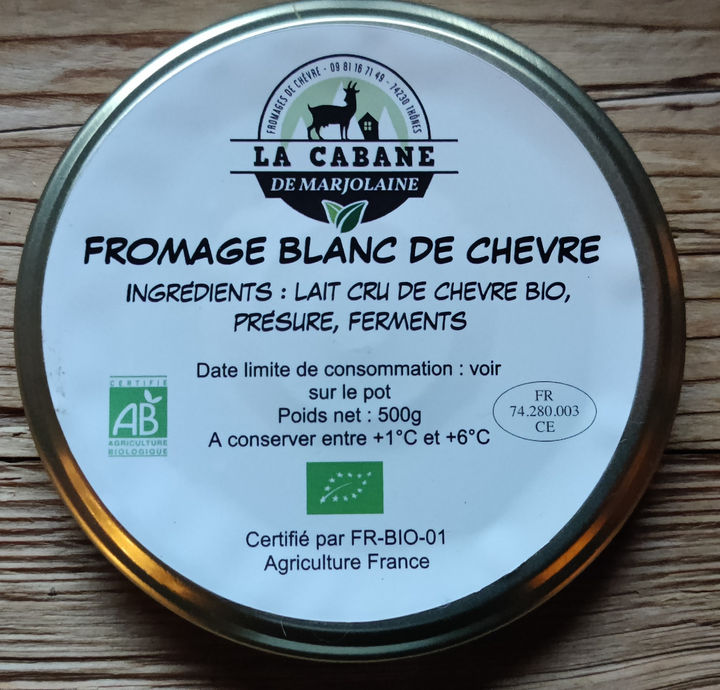 FROMAGES DE CHÈVRE - 09 81 16 71 49 - 74230 THÔNES
LA CABANE
DE MARJOLAINE
FROMAGE BLANC DE CHEVRE
INGRÉDIENTS : LAIT CRU DE CHEVRE BIO,
PRÉSURE, FERMENTS
Date limite de consommation : voir
sur le pot
Poids net : 500g
A conserver entre +1°C et +6°C
CERTIFIÉ
AB
AGRICULTURE
BIOLOGIQUE
FR
74.280.003
CE
Certifié par FR-BIO-01
Agriculture France